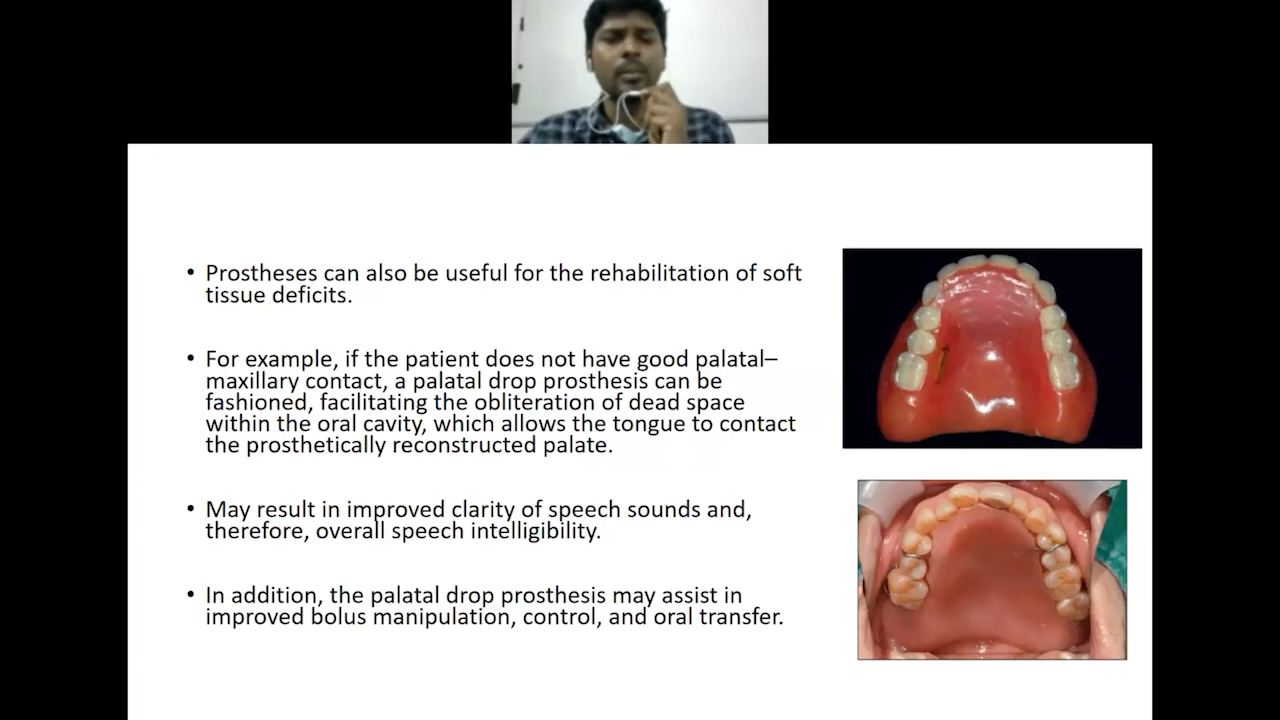 • Prostheses can also be useful for the rehabilitation of soft
tissue deficits.
• For example, if the patient does not have good palatal–
maxillary contact, a palatal drop prosthesis can be
fashioned, facilitating the obliteration of dead space
within the oral cavity, which allows the tongue to contact
the prosthetically reconstructed palate.
• May result in improved clarity of speech sounds and,
therefore, overall speech intelligibility.
• In addition, the palatal drop prosthesis may assist in
improved bolus manipulation, control, and oral transfer.